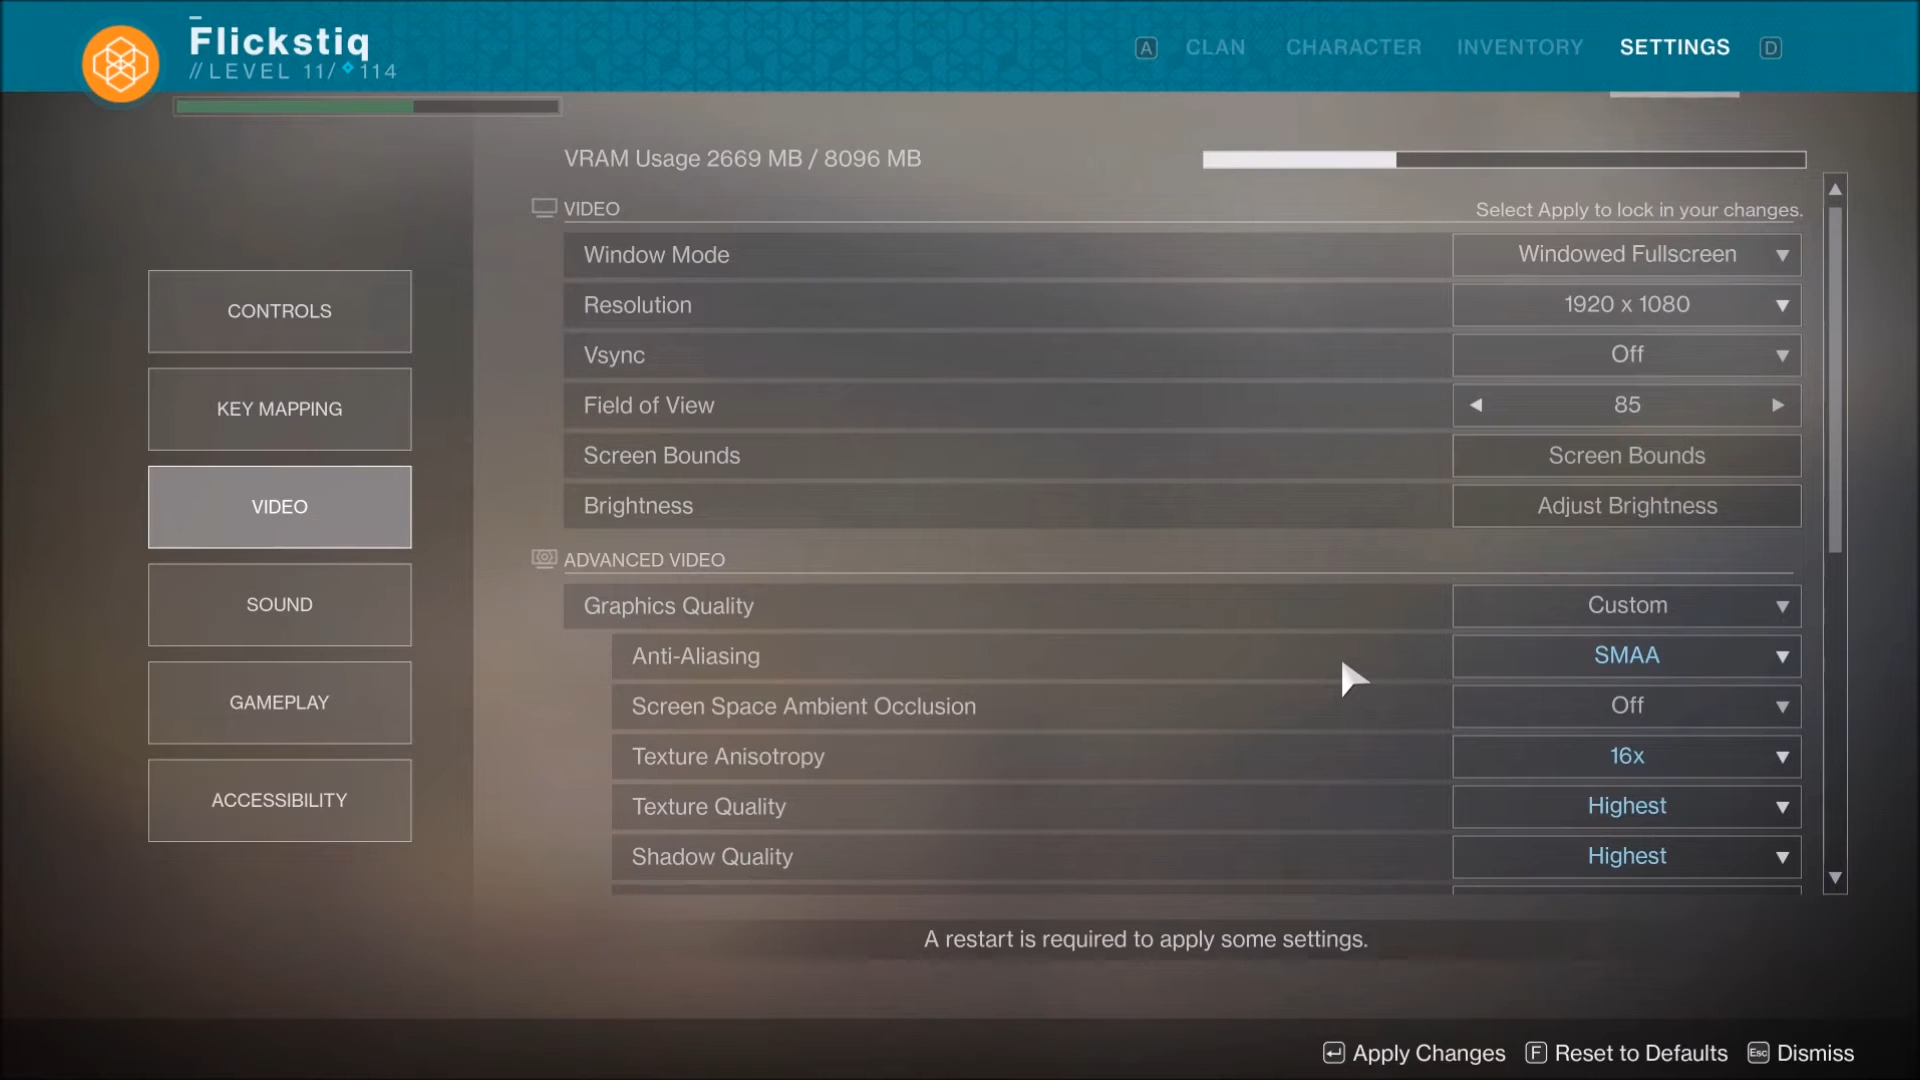 Flickstiq
// LEVEL 11/ 114
A CLAN CHARACTER INVENTORY SETTINGS D
VRAM Usage 2669 MB / 8096 MB
VIDEO
Select Apply to lock in your changes.
Window Mode Windowed Fullscreen
Resolution 1920 x 1080
Vsync Off
Field of View 85
Screen Bounds Screen Bounds
Brightness Adjust Brightness
ADVANCED VIDEO
Graphics Quality Custom
Anti-Aliasing SMAA
Screen Space Ambient Occlusion Off
Texture Anisotropy 16x
Texture Quality Highest
Shadow Quality Highest
CONTROLS
KEY MAPPING
VIDEO
SOUND
GAMEPLAY
ACCESSIBILITY
A restart is required to apply some settings.
Apply Changes F Reset to Defaults Esc Dismiss